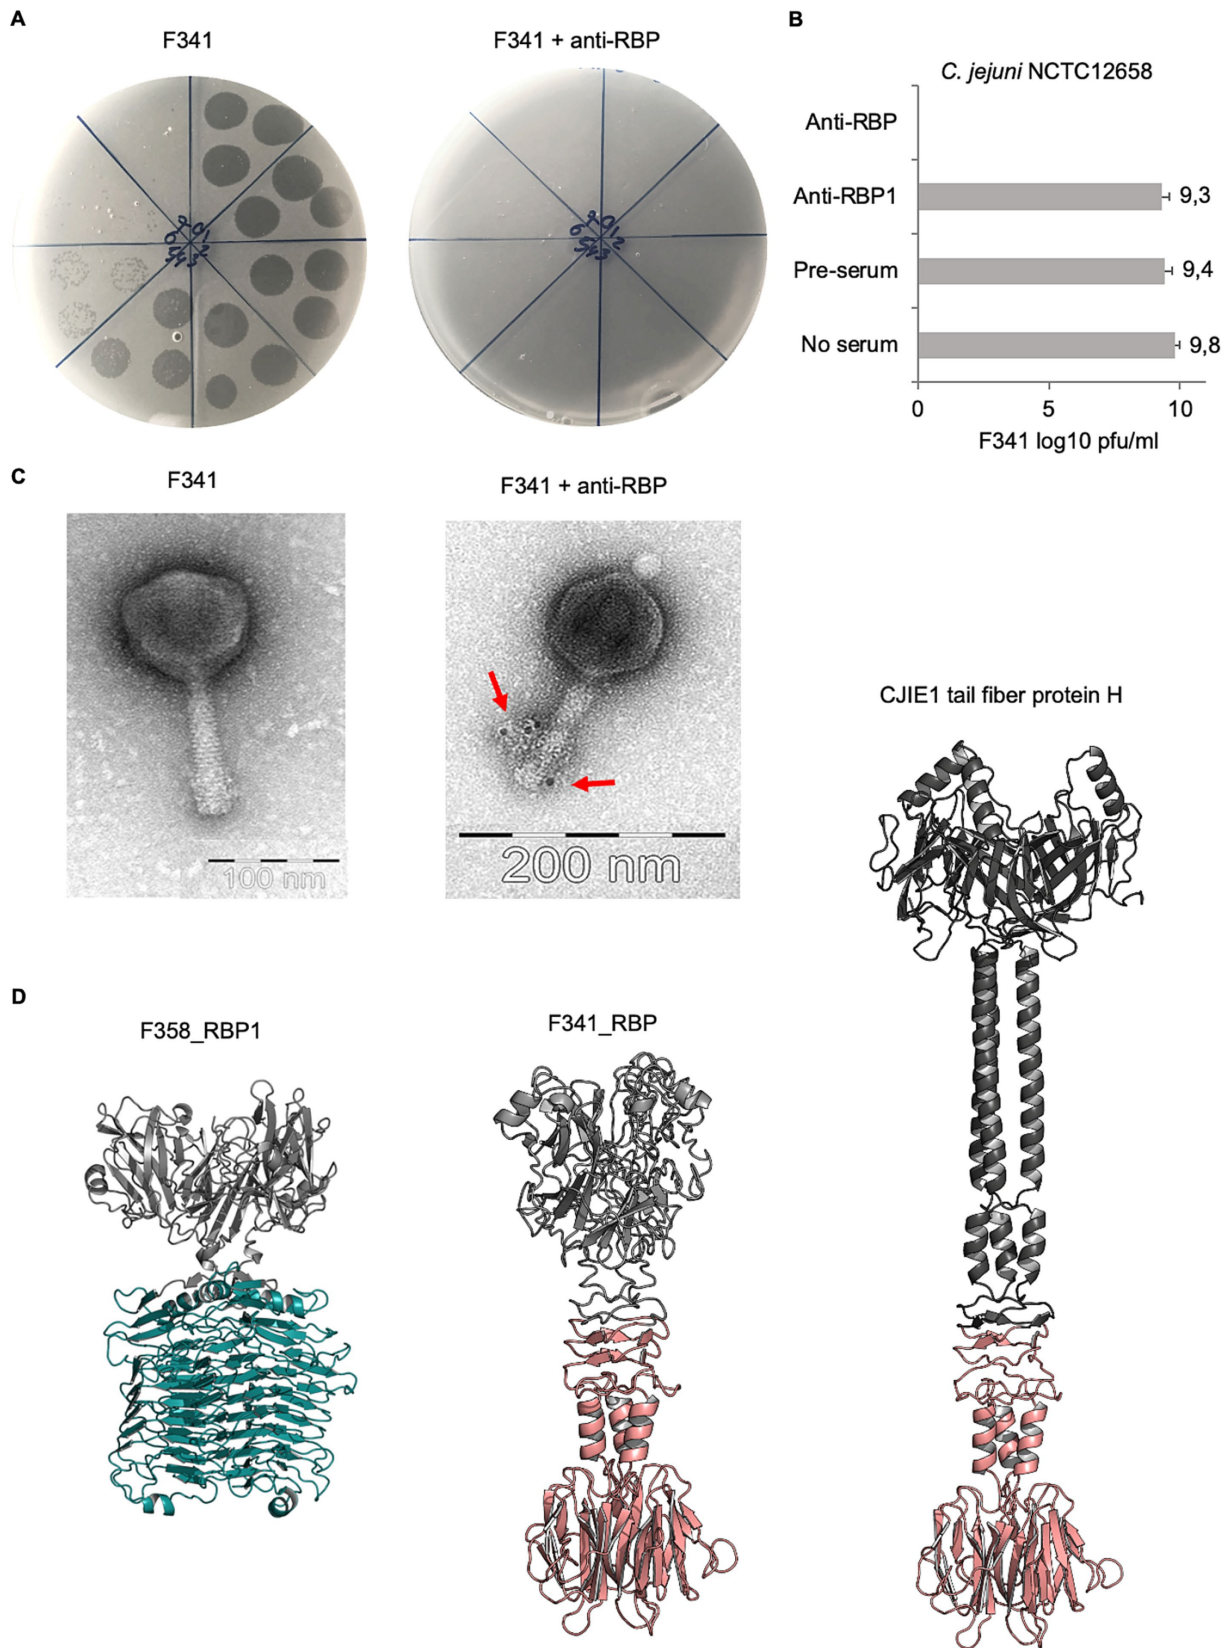 A
F341
F341 + anti-RBP
B
C. jejuni NCTC12658
Anti-RBP
Anti-RBP1
9,3
Pre-serum
9,4
No serum
9,8
0
5
10
F341 log10 pfu/ml
C
F341
F341 + anti-RBP
100 nm
200 nm
CJIE1 tail fiber protein H
D
F358_RBP1
F341_RBP